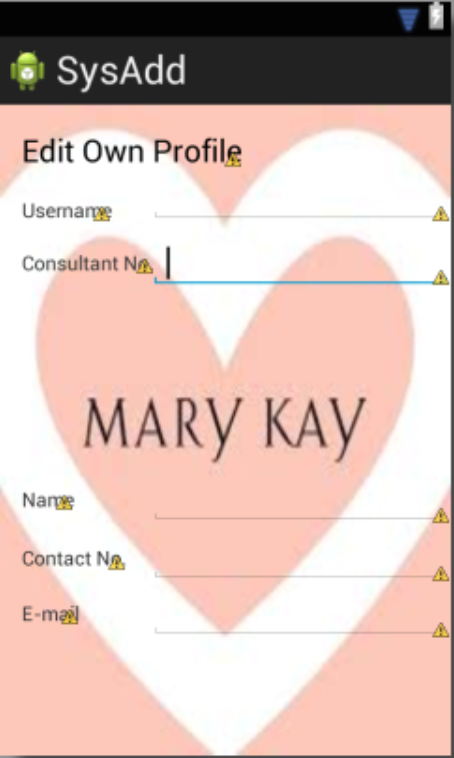 SysAdd
Edit Own Profile
Username
Consultant No
MARY KAY
Name
Contact No
E-mail